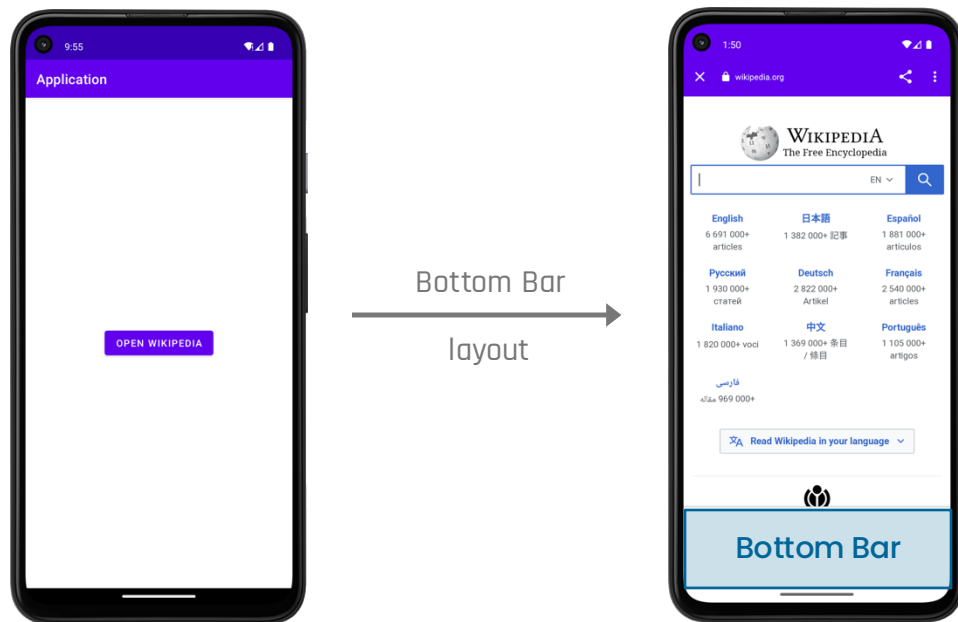 9:55
Application
OPEN WIKIPEDIA
Bottom Bar
layout
1:50
wikipedia.org
WIKIPEDIA
The Free Encyclopedia
EN
English
6 691 000+
articles
日本語
1 382 000+ 記事
Español
1 881 000+
artículos
Русский
1 930 000+
статей
Deutsch
2 822 000+
Artikel
Français
2 540 000+
articles
Italiano
1 820 000+ voci
中文
1 369 000+ 条目
/ 條目
Português
1 105 000+
artigos
فارسی
969 000+ مقاله
Read Wikipedia in your language
Bottom Bar